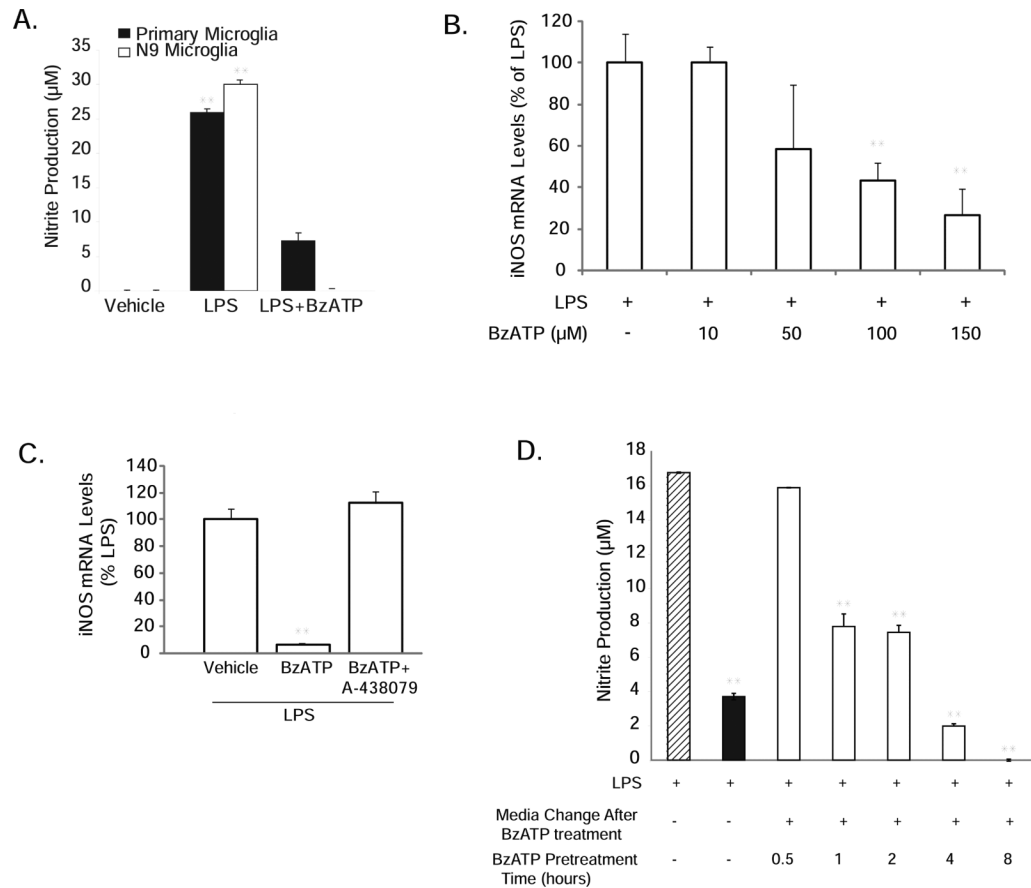 A.
Primary Microglia
N9 Microglia
Nitrite Production (µM)
35
30
25
20
15
10
5
0
**
**
Vehicle LPS LPS+BzATP
B.
iNOS mRNA Levels (% of LPS)
120
100
80
60
40
20
0
**
**
LPS + + + + +
BzATP (µM) - 10 50 100 150
C.
iNOS mRNA Levels
(% LPS)
140
120
100
80
60
40
20
0
**
Vehicle BzATP BzATP+
A-438079
LPS
D.
Nitrite Production (µM)
18
16
14
12
10
8
6
4
2
0
**
**
**
**
**
LPS + + + + + + +
Media Change After
BzATP treatment - - + + + + +
BzATP Pretreatment
Time (hours) - - 0.5 1 2 4 8